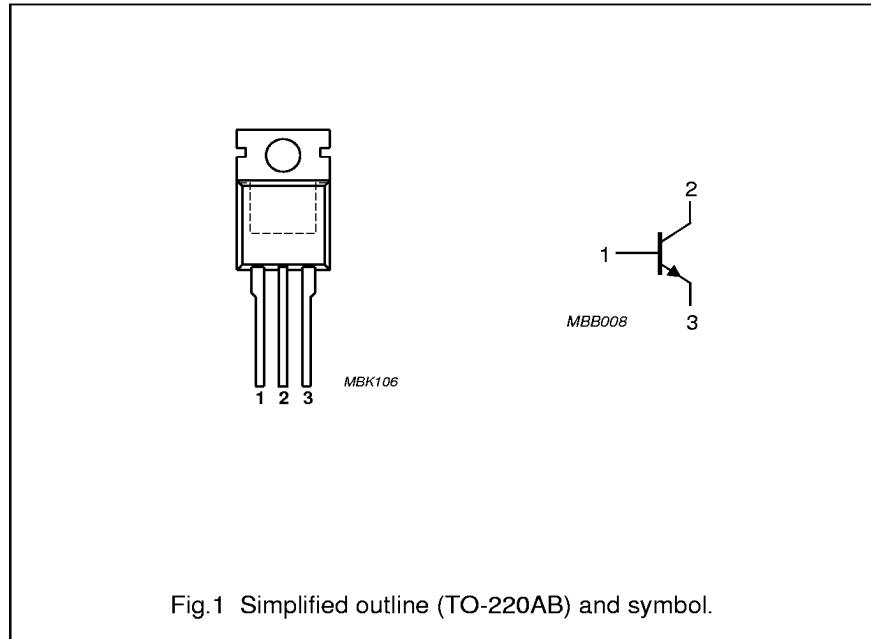 2
1
MBB008
3
MBK106
1 2 3
Fig.1 Simplified outline (TO-220AB) and symbol.